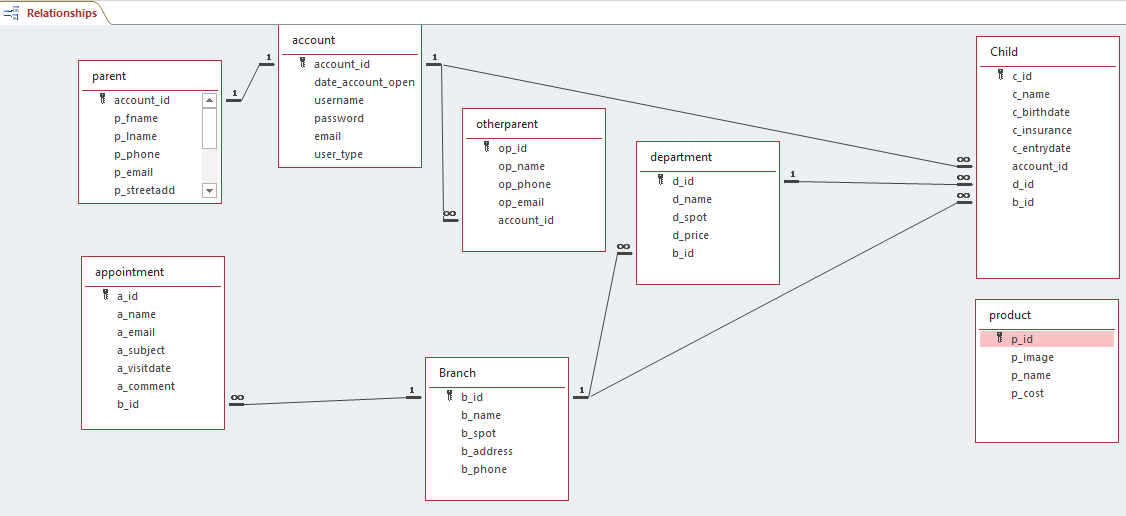 Relationships
parent
account_id
p_fname
p_lname
p_phone
p_email
p_streetadd
1
1
account
account_id
date_account_open
username
password
email
user_type
1
∞
otherparent
op_id
op_name
op_phone
op_email
account_id
department
d_id
d_name
d_spot
d_price
b_id
1
∞
Child
c_id
c_name
c_birthdate
c_insurance
c_entrydate
account_id
d_id
b_id
∞
∞
∞
appointment
a_id
a_name
a_email
a_subject
a_visitdate
a_comment
b_id
∞
1
Branch
b_id
b_name
b_spot
b_address
b_phone
1
product
p_id
p_image
p_name
p_cost